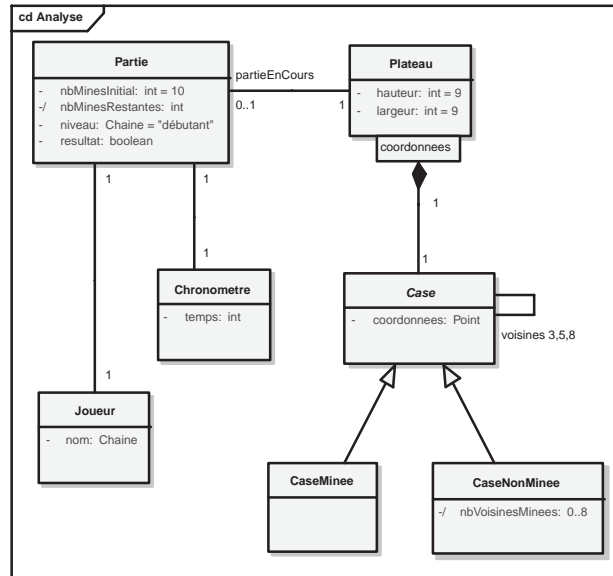 cd Analyse
Partie
- nbMinesInitial: int = 10
-/ nbMinesRestantes: int
- niveau: Chaine = "débutant"
- resultat: boolean
partieEnCours
0..1
1
Plateau
- hauteur: int = 9
- largeur: int = 9
coordonnees
1
1
1
1
1
Chronometre
- temps: int
Case
- coordonnees: Point
voisines 3,5,8
1
Joueur
- nom: Chaine
CaseMinee
CaseNonMinee
-/ nbVoisinesMinees: 0..8